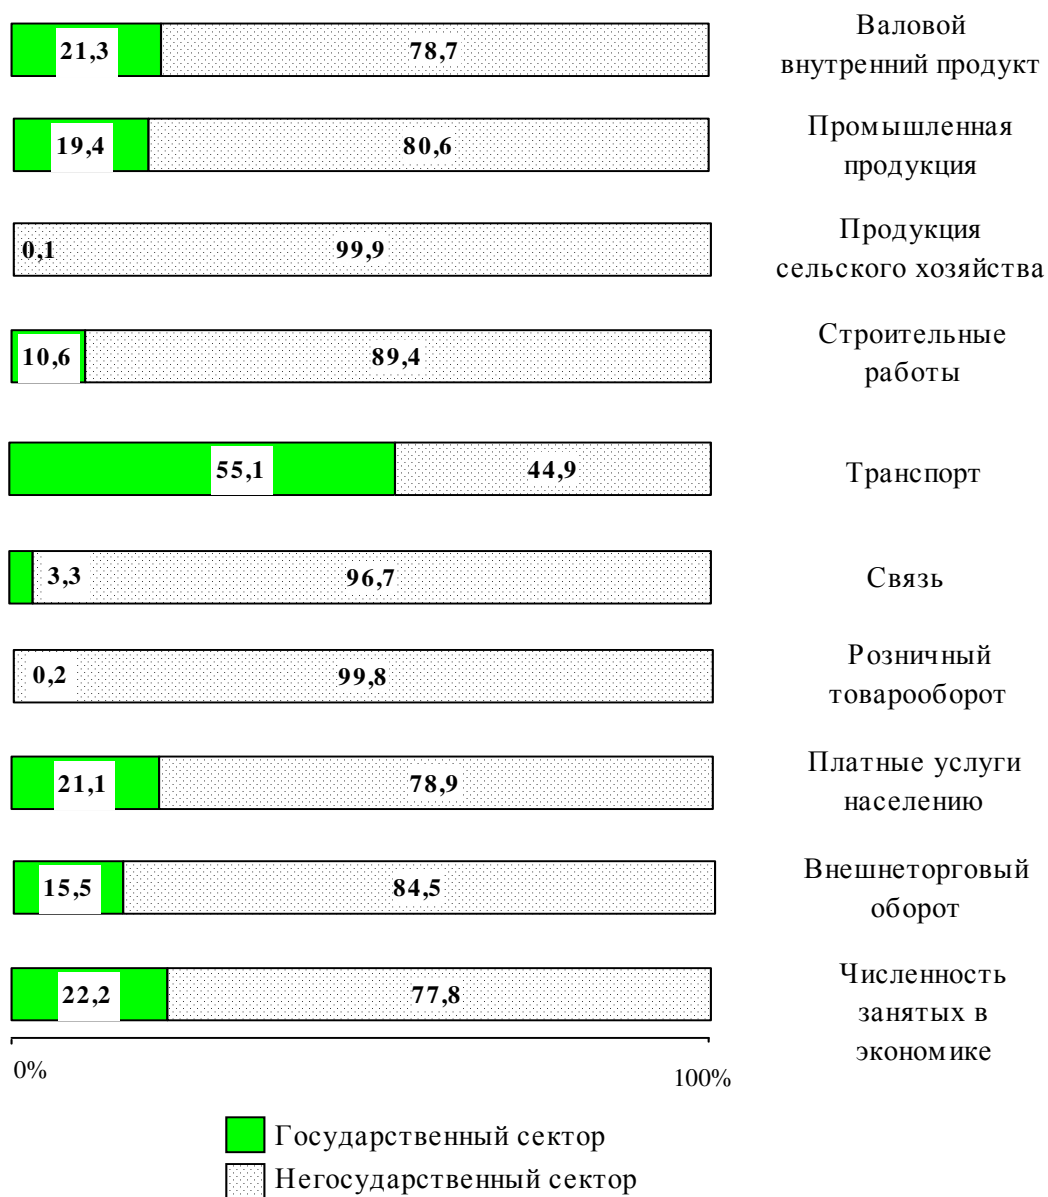 21,3 78,7 Валовой
внутренний продукт
19,4 80,6 Промышленная
продукция
0,1 99,9 Продукция
сельского хозяйства
10,6 89,4 Строительные
работы
55,1 44,9 Транспорт
3,3 96,7 Связь
0,2 99,8 Розничный
товарооборот
21,1 78,9 Платные услуги
населению
15,5 84,5 Внешнеторговый
оборот
22,2 77,8 Численность
занятых в
экономике
0% 100%
Государственный сектор
Негосударственный сектор